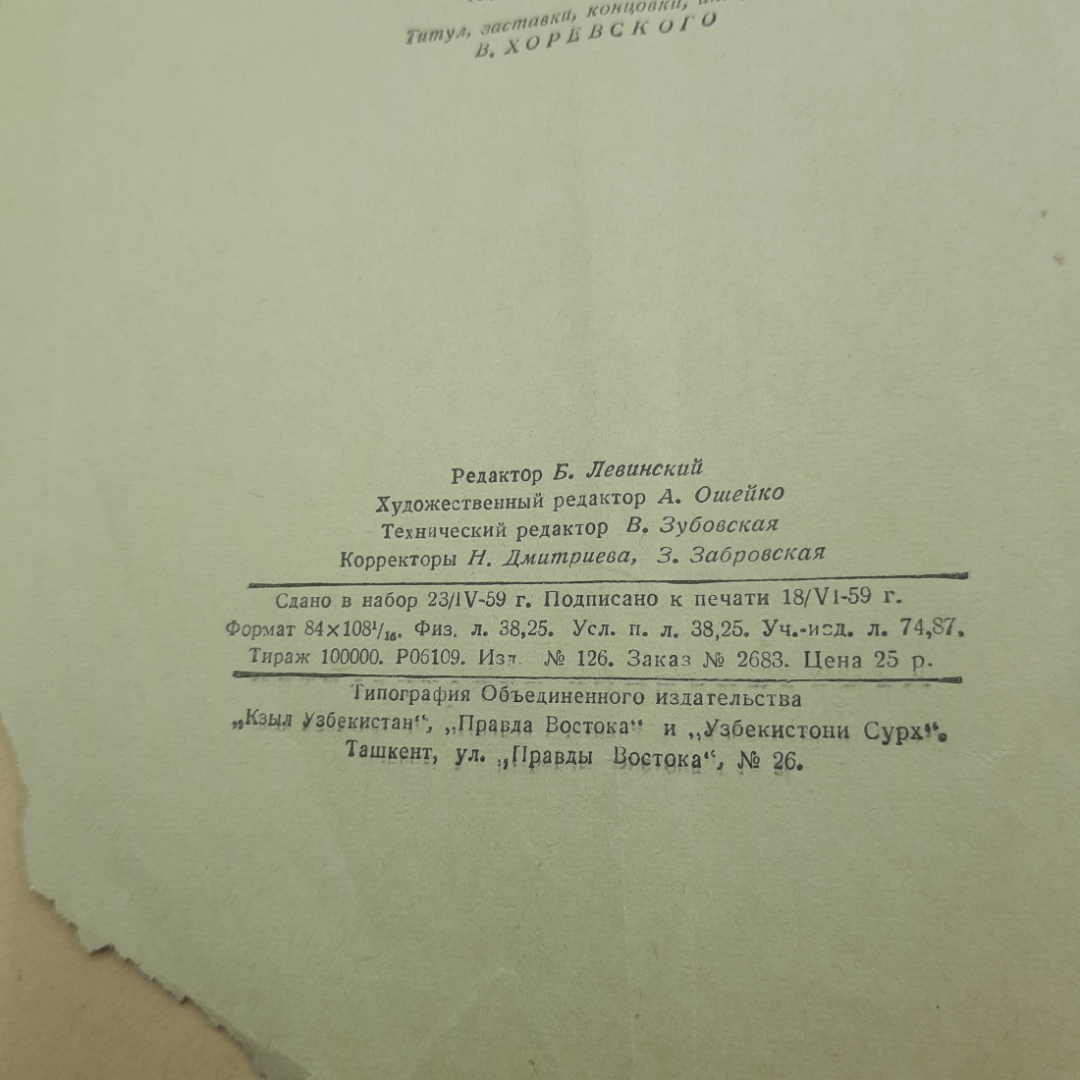 Титул, заставки, концовки,
В. ХОРЕВСКОГО
Редактор Б. Левинский
Художественный редактор А. Ошейко
Технический редактор В. Зубовская
Корректоры Н. Дмитриева, З. Забровская
Сдано в набор 23/IV-59 г. Подписано к печати 18/VI-59 г.
Формат 84×108¹/₁₆. Физ. л. 38,25. Усл. п. л. 38,25. Уч.-изд. л. 74,87.
Тираж 100000. Р06109. Изд. № 126. Заказ № 2683. Цена 25 р.
Типография Объединенного издательства
„Кзыл Узбекистан“, „Правда Востока“ и „Узбекистони Сурх“.
Ташкент, ул. „Правды Востока“, № 26.